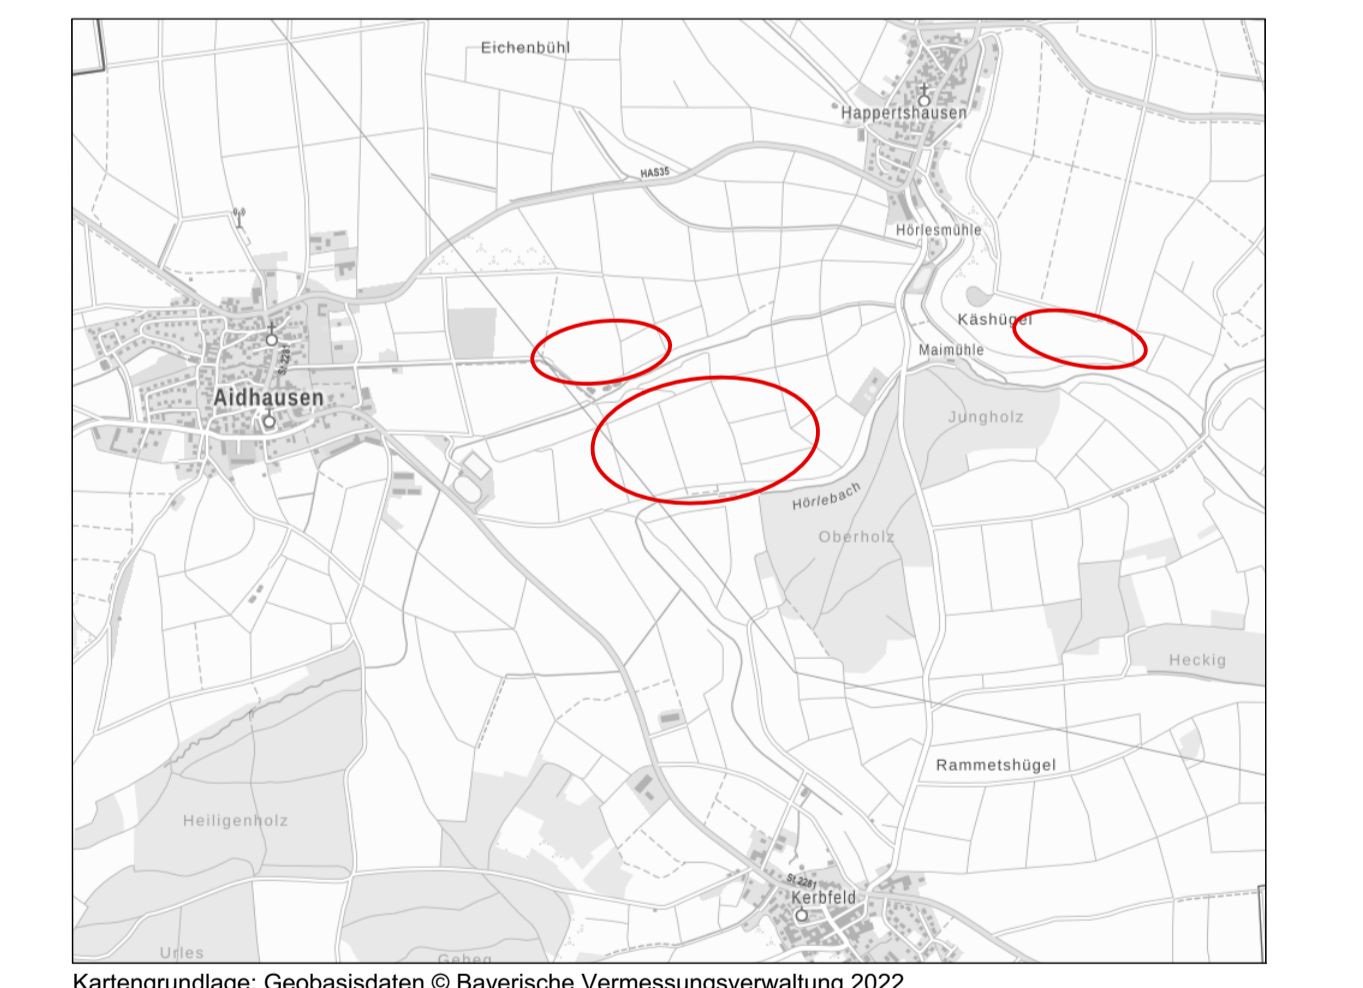 Eichenbühl
Happertshausen
HAS35
Hörlesmühle
Käshügel
Maimühle
St 2281
Aidhausen
Jungholz
Hörlebach
Oberholz
Heckig
Rammetshügel
Heiligenholz
St 2281
Kerbfeld
Urles
Geheg
Kartengrundlage: Geobasisdaten © Bayerische Vermessungsverwaltung 2022